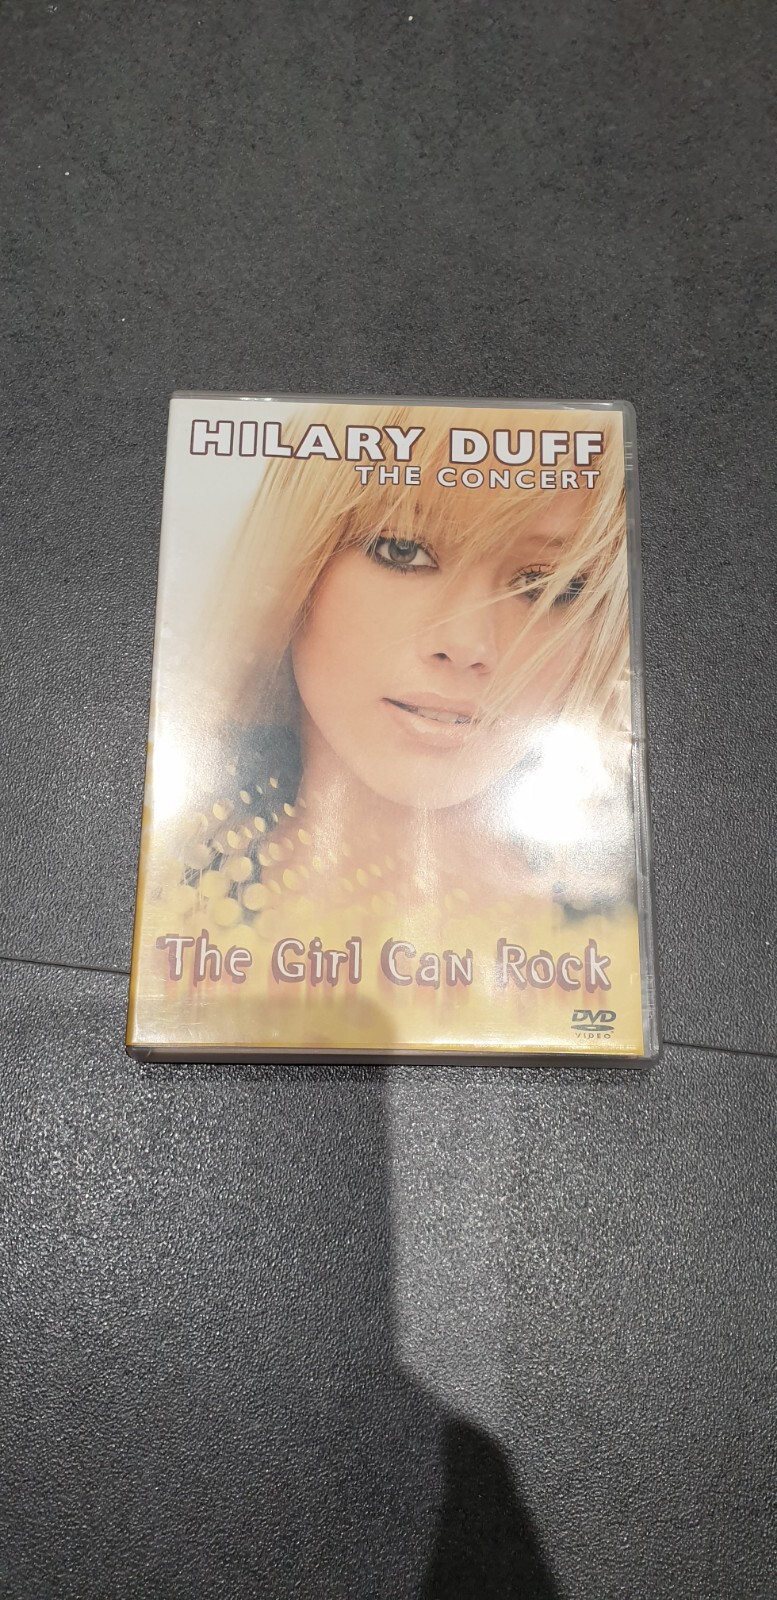 HILARY DUFF
THE CONCERT
The Girl Can Rock
DVD
VIDEO